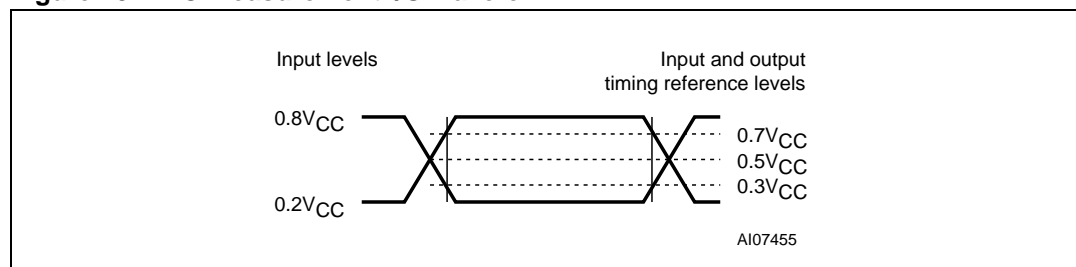 Input levels
Input and output
timing reference levels
0.8VCC
0.7VCC
0.5VCC
0.3VCC
0.2VCC
AI07455